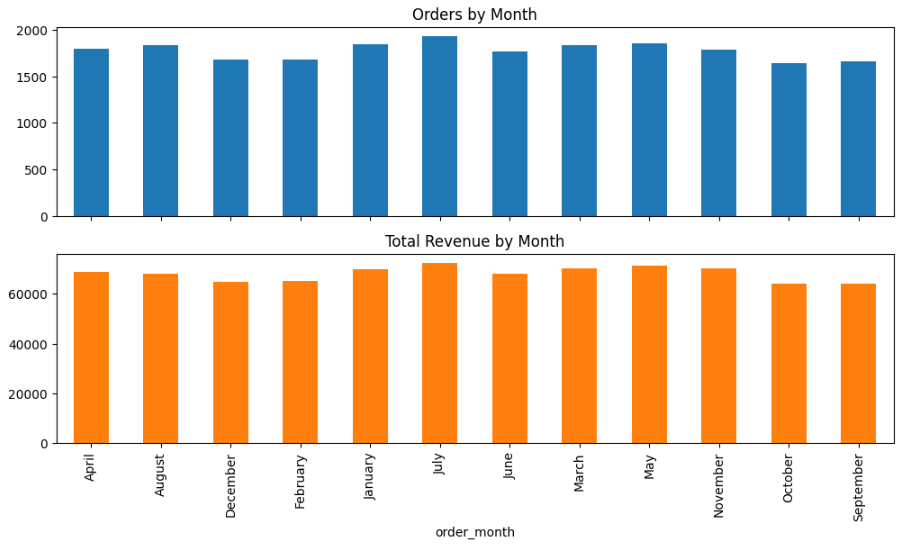 Orders by Month
2000
1500
1000
500
0
Total Revenue by Month
60000
40000
20000
0
April August December February January July June March May November October September
order_month